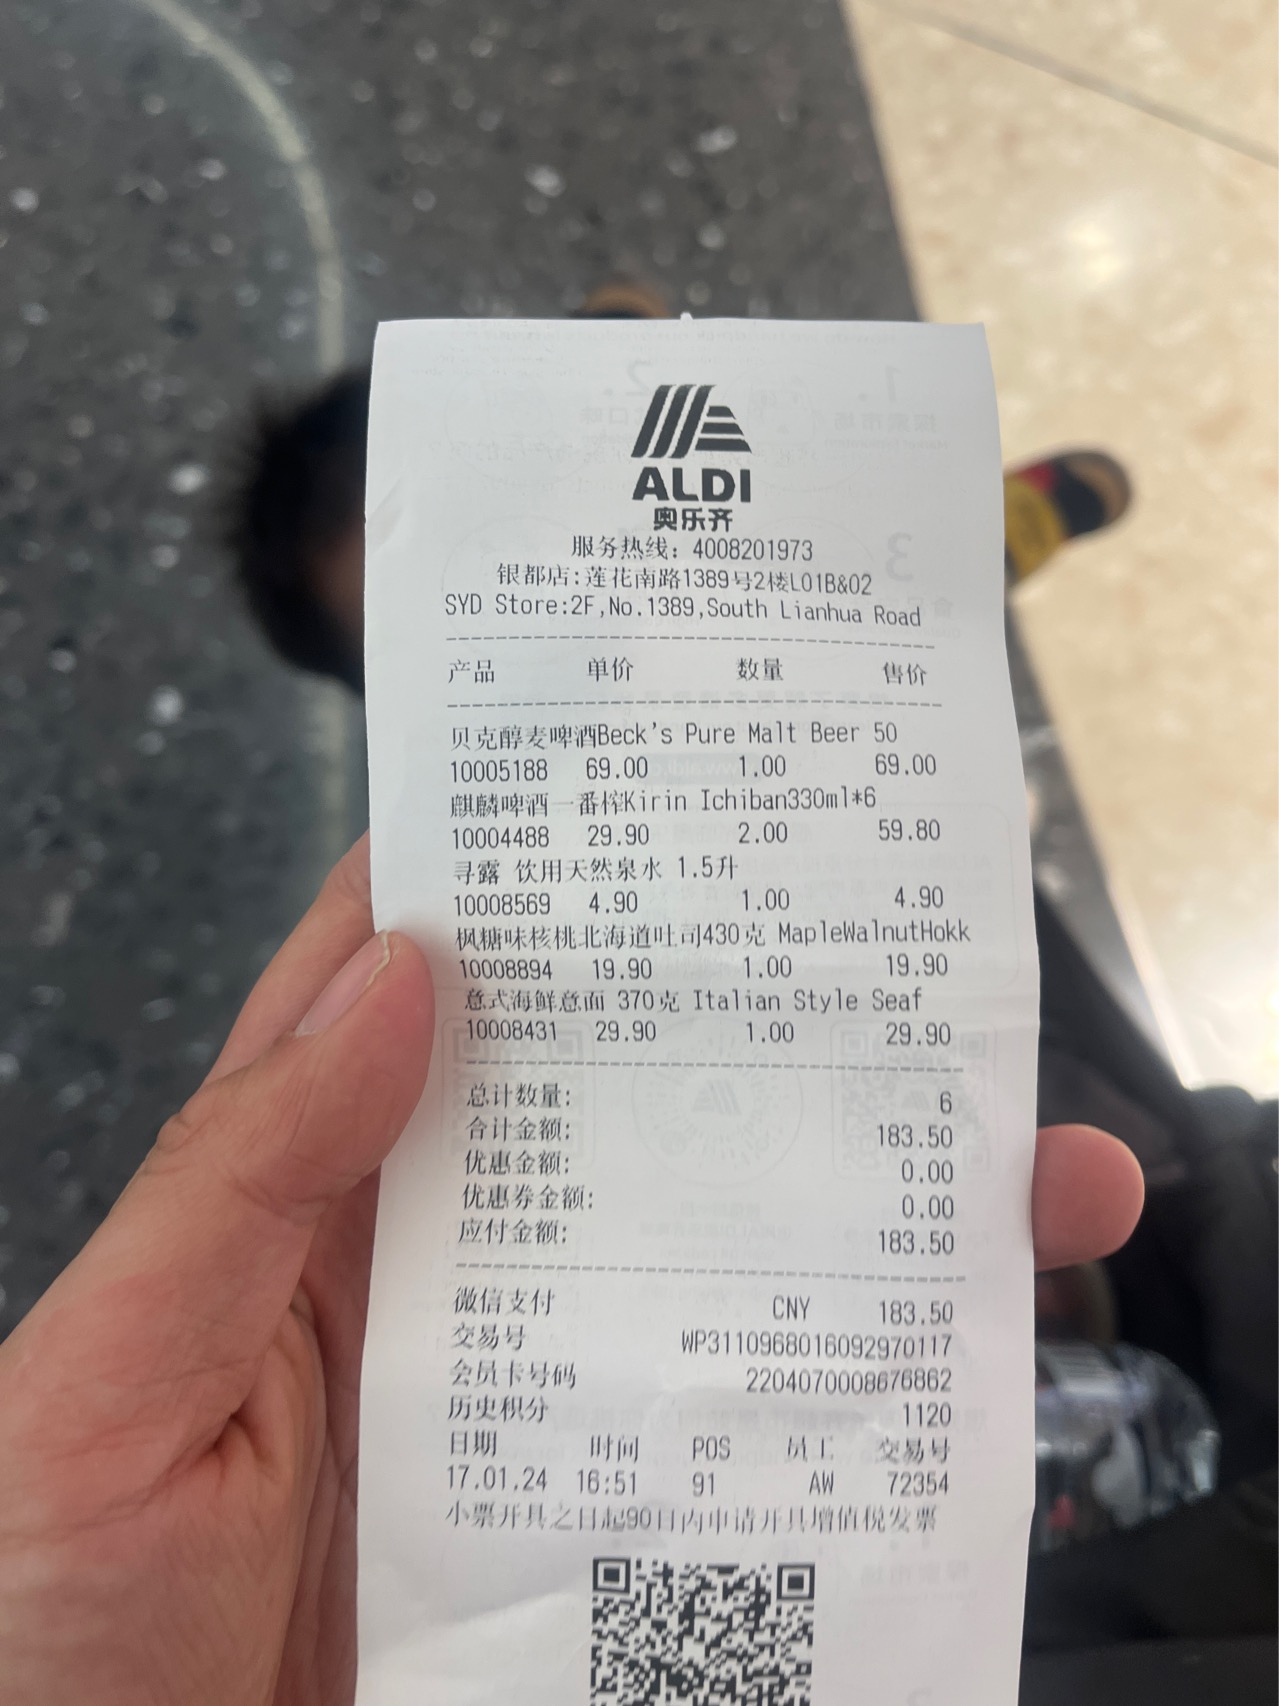 ALDI
奥乐齐
服务热线：4008201973
银都店:莲花南路1389号2楼L01B&02
SYD Store:2F,No.1389,South Lianhua Road
产品 单价 数量 售价
贝克醇麦啤酒Beck's Pure Malt Beer 50
10005188 69.00 1.00 69.00
麒麟啤酒一番榨Kirin Ichiban330ml*6
10004488 29.90 2.00 59.80
寻露 饮用天然泉水 1.5升
10008569 4.90 1.00 4.90
枫糖味核桃北海道吐司430克 MapleWalnutHokk
10008894 19.90 1.00 19.90
意式海鲜意面 370克 Italian Style Seaf
10008431 29.90 1.00 29.90
总计数量: 6
合计金额: 183.50
优惠金额: 0.00
优惠券金额: 0.00
应付金额: 183.50
微信支付 CNY 183.50
交易号 WP3110968016092970117
会员卡号码 2204070008676862
历史积分 1120
日期 时间 POS 员工 交易号
17.01.24 16:51 91 AW 72354
小票开具之日起90日内申请开具增值税发票